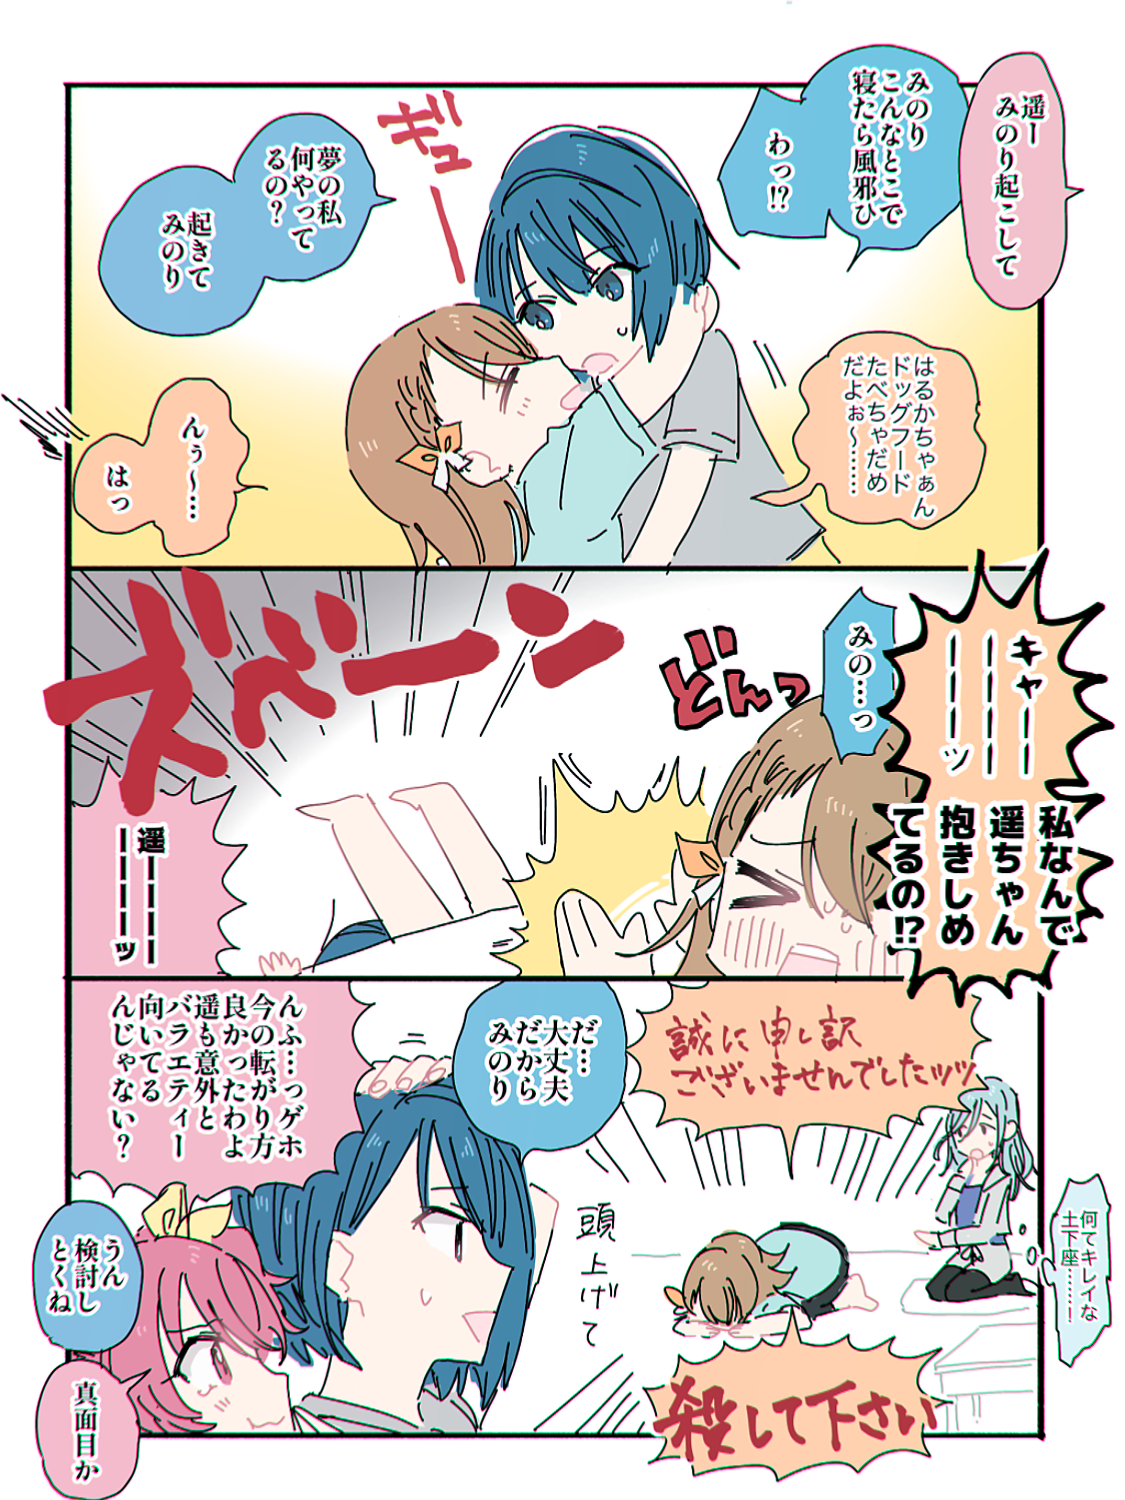 遥ー
みのり起こして
みのり
こんなとこで
寝たら風邪ひ
わっ!?
ギュー
はるかちゃぁん
ドッグフード
たべちゃだめ
だよぉ〜……
夢の私
何やって
るの?
起きて
みのり
んぅ〜…
はっ
キャーー
ーーーー
ーーーッ
私なんで
遥ちゃん
抱きしめ
てるの!?
みの…っ
どんっ
ズベーン
遥ーーーー
ーーーーッ
誠に申し訳
ございませんでしたッッ
何てキレイな
土下座……!
殺して下さい
だ…
大丈夫
だから
みのり
頭上げて
んふ…っゲホ
今の転がり方
良かったわよ
遥も意外と
バラエティー
向いてる
んじゃない?
うん
検討し
とくね
真面目か